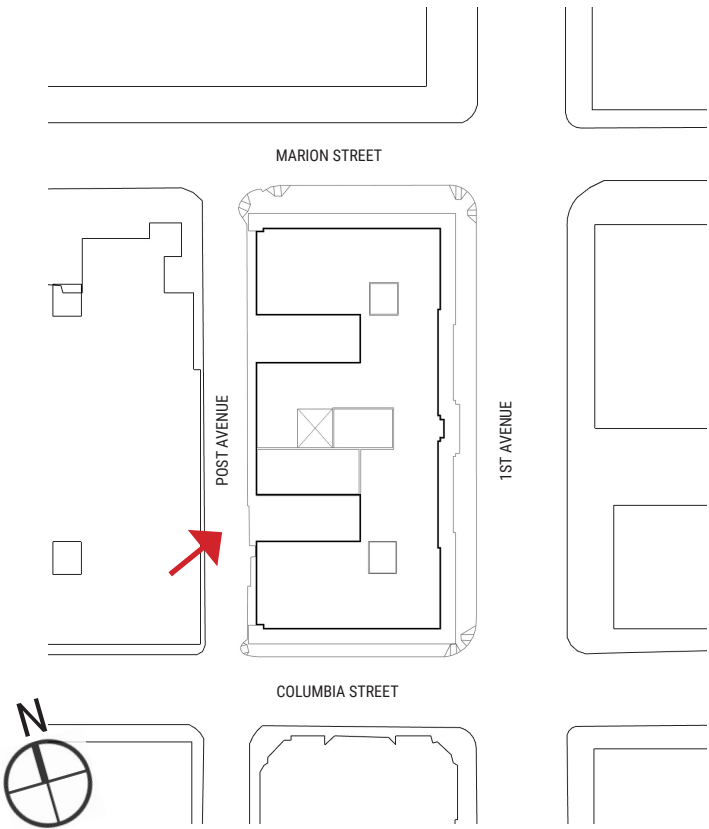 MARION STREET
POST AVENUE
1ST AVENUE
COLUMBIA STREET
N